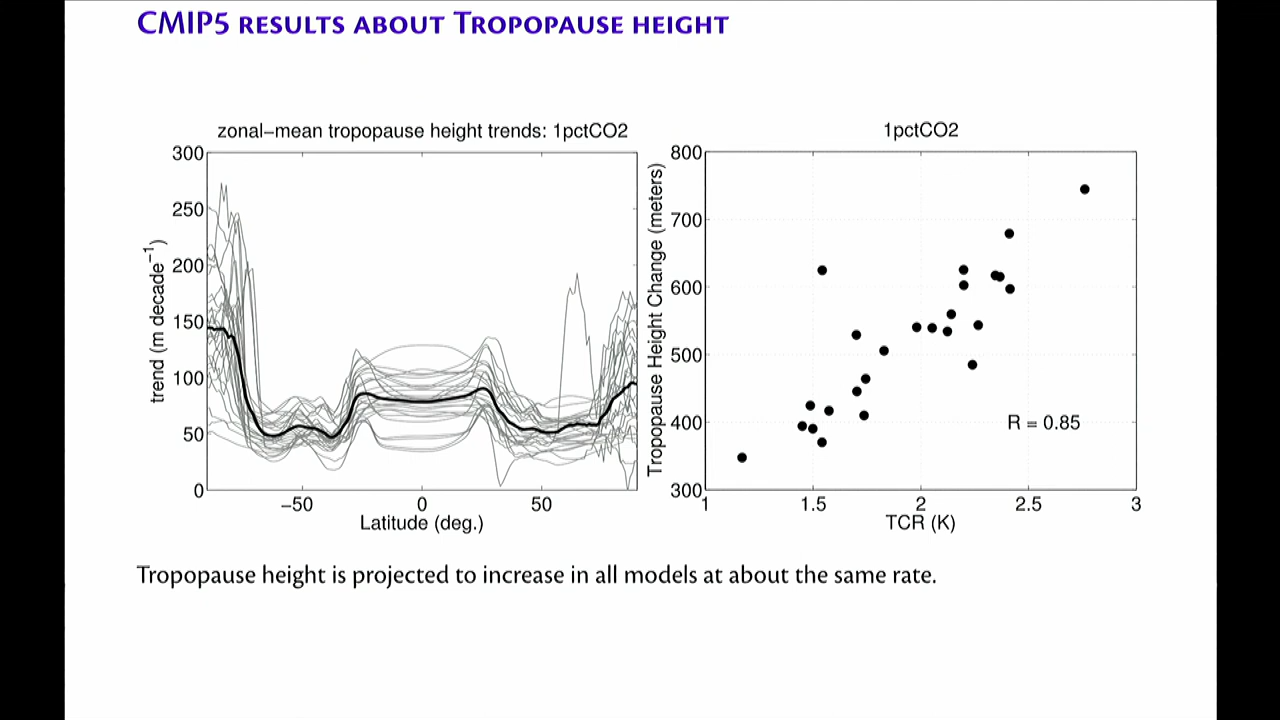 CMIP5 RESULTS ABOUT TROPOPAUSE HEIGHT
zonal−mean tropopause height trends: 1pctCO2
300
250
200
150
100
50
0
trend (m decade−1)
−50
0
50
Latitude (deg.)
1pctCO2
800
700
600
500
400
300
Tropopause Height Change (meters)
R = 0.85
1
1.5
2
2.5
3
TCR (K)
Tropopause height is projected to increase in all models at about the same rate.